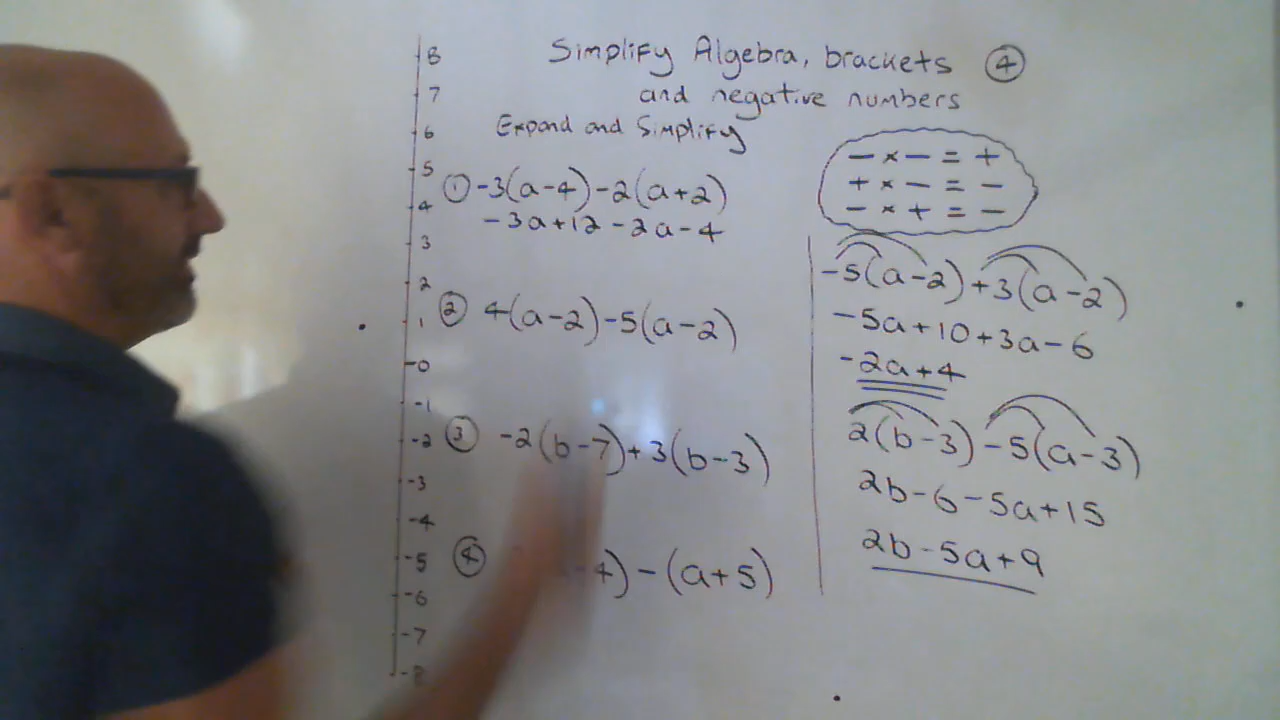 Simplify Algebra, brackets ④
and negative numbers
Expand and Simplify
8
7
6
5
4
3
2
1
0
-1
-2
-3
-4
-5
-6
-7
-8
① -3(a-4)-2(a+2)
-3a+12-2a-4
② 4(a-2)-5(a-2)
③ -2(b-7)+3(b-3)
④ -4)-(a+5)
- × - = +
+ × - = -
- × + = -
-5(a-2)+3(a-2)
-5a+10+3a-6
-2a+4
2(b-3)-5(a-3)
2b-6-5a+15
2b-5a+9